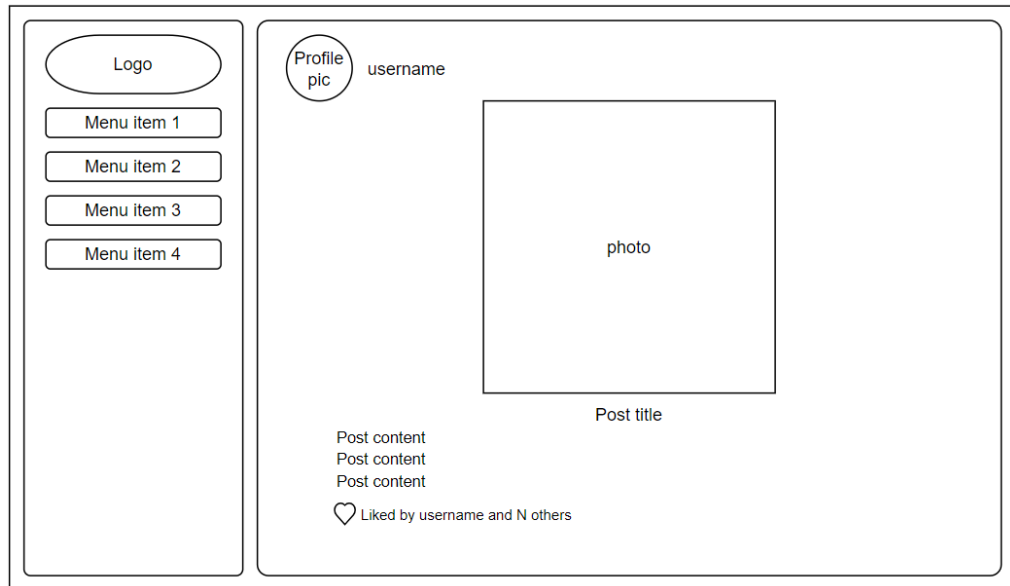 Logo
Menu item 1
Menu item 2
Menu item 3
Menu item 4
Profile
pic
username
photo
Post title
Post content
Post content
Post content
Liked by username and N others